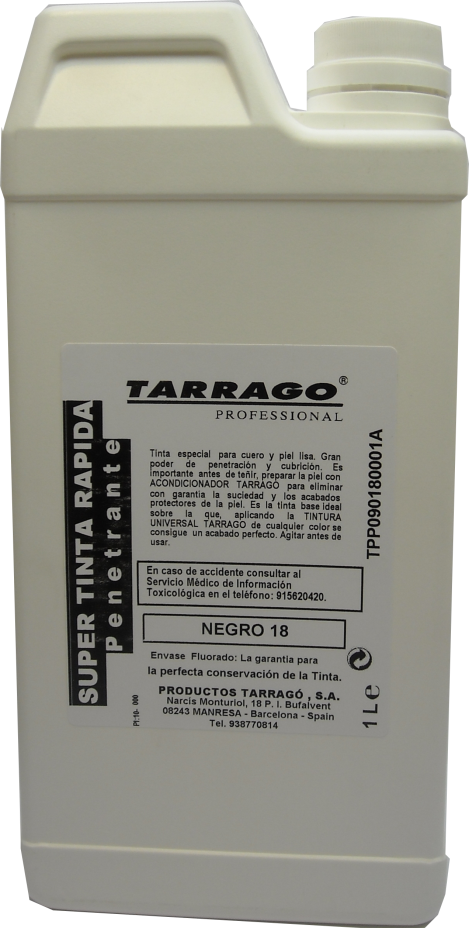 TARRAGO®
PROFESSIONAL
SUPER TINTA RAPIDA
Penetrante
Tinta especial para cuero y piel lisa. Gran
poder de penetración y cubrición. Es
importante antes de teñir, preparar la piel con
ACONDICIONADOR TARRAGO para eliminar
con garantia la suciedad y los acabados
protectores de la piel. Es la tinta base ideal
sobre la que, aplicando la TINTURA
UNIVERSAL TARRAGO de cualquier color se
consigue un acabado perfecto. Agitar antes de
usar.
TPP090180001A
En caso de accidente consultar al
Servicio Médico de Información
Toxicológica en el teléfono: 915620420.
NEGRO 18
Envase Fluorado: La garantia para
la perfecta conservación de la Tinta.
PRODUCTOS TARRAGÓ , S.A.
Narcis Monturiol, 18 P. I. Bufalvent
08243 MANRESA - Barcelona - Spain
Tel. 938770814
1 L e